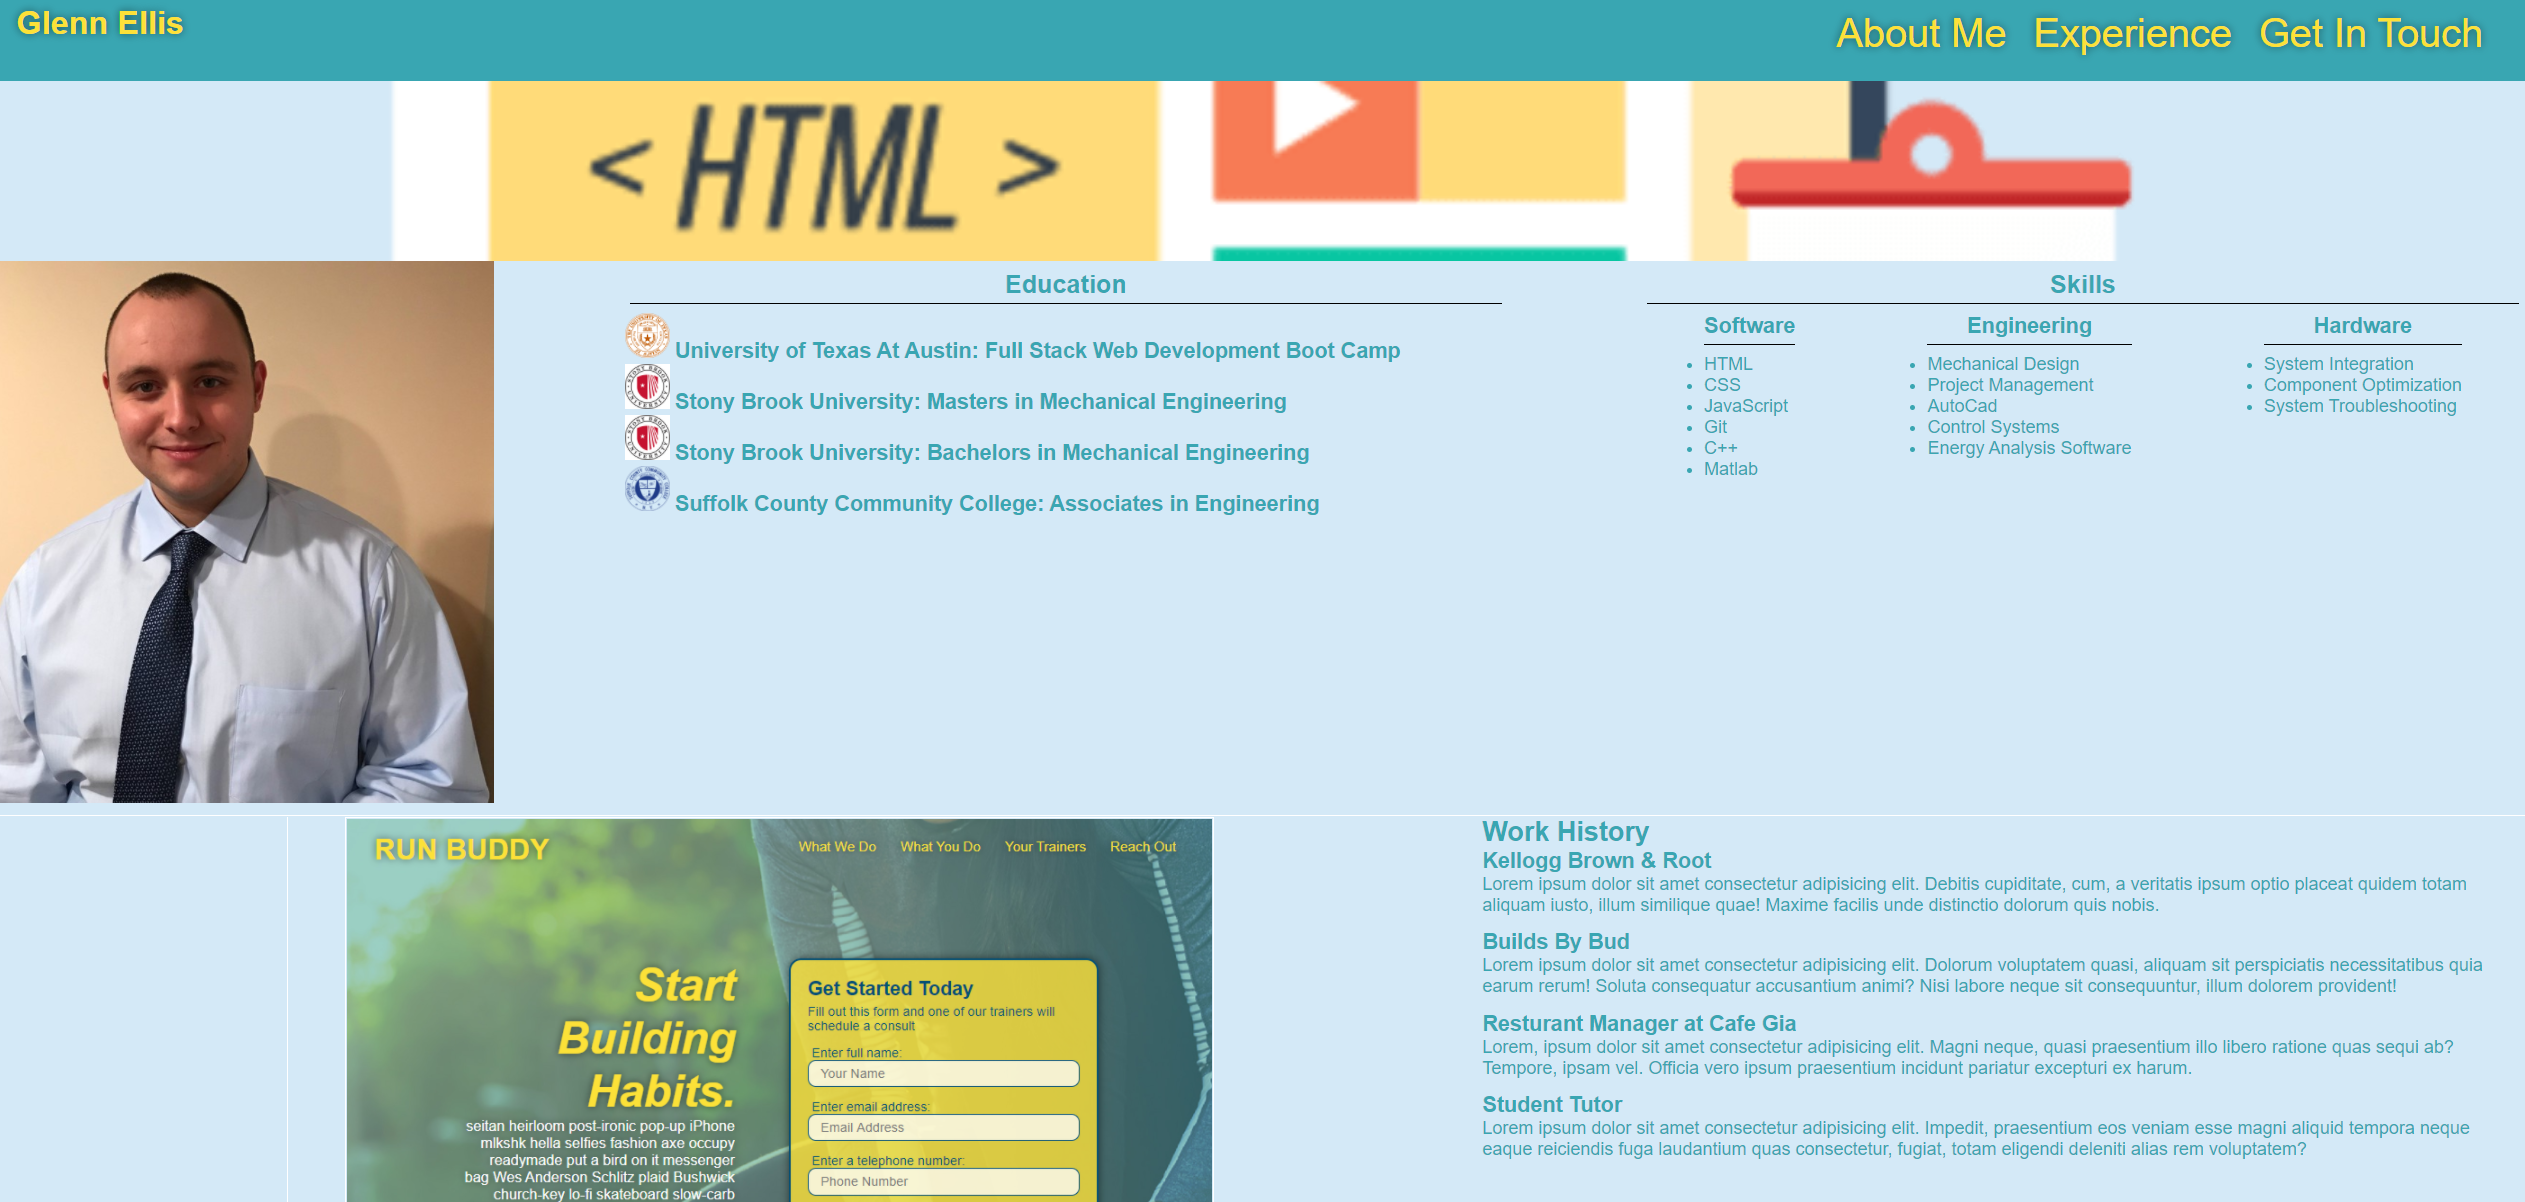 Glenn Ellis
About Me Experience Get In Touch
< HTML >
Education
University of Texas At Austin: Full Stack Web Development Boot Camp
Stony Brook University: Masters in Mechanical Engineering
Stony Brook University: Bachelors in Mechanical Engineering
Suffolk County Community College: Associates in Engineering
Skills
Software
HTML
CSS
JavaScript
Git
C++
Matlab
Engineering
Mechanical Design
Project Management
AutoCad
Control Systems
Energy Analysis Software
Hardware
System Integration
Component Optimization
System Troubleshooting
RUN BUDDY
What We Do What You Do Your Trainers Reach Out
Start
Building
Habits.
seitan heirloom post-ironic pop-up iPhone
mlkshk hella selfies fashion axe occupy
readymade put a bird on it messenger
bag Wes Anderson Schlitz plaid Bushwick
church-key lo-fi skateboard slow-carb
Get Started Today
Fill out this form and one of our trainers will
schedule a consult
Enter full name:
Your Name
Enter email address:
Email Address
Enter a telephone number:
Phone Number
Work History
Kellogg Brown & Root
Lorem ipsum dolor sit amet consectetur adipisicing elit. Debitis cupiditate, cum, a veritatis ipsum optio placeat quidem totam
aliquam iusto, illum similique quae! Maxime facilis unde distinctio dolorum quis nobis.
Builds By Bud
Lorem ipsum dolor sit amet consectetur adipisicing elit. Dolorum voluptatem quasi, aliquam sit perspiciatis necessitatibus quia
earum rerum! Soluta consequatur accusantium animi? Nisi labore neque sit consequuntur, illum dolorem provident!
Resturant Manager at Cafe Gia
Lorem, ipsum dolor sit amet consectetur adipisicing elit. Magni neque, quasi praesentium illo libero ratione quas sequi ab?
Tempore, ipsam vel. Officia vero ipsum praesentium incidunt pariatur excepturi ex harum.
Student Tutor
Lorem ipsum dolor sit amet consectetur adipisicing elit. Impedit, praesentium eos veniam esse magni aliquid tempora neque
eaque reiciendis fuga laudantium quas consectetur, fugiat, totam eligendi deleniti alias rem voluptatem?